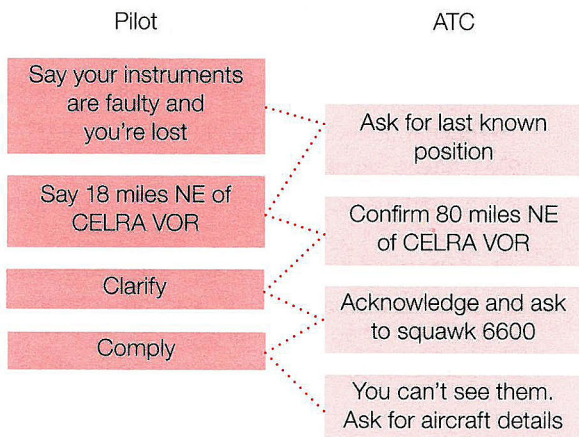 Pilot
ATC
Say your instruments
are faulty and
you're lost
Ask for last known
position
Say 18 miles NE of
CELRA VOR
Confirm 80 miles NE
of CELRA VOR
Clarify
Acknowledge and ask
to squawk 6600
Comply
You can't see them.
Ask for aircraft details